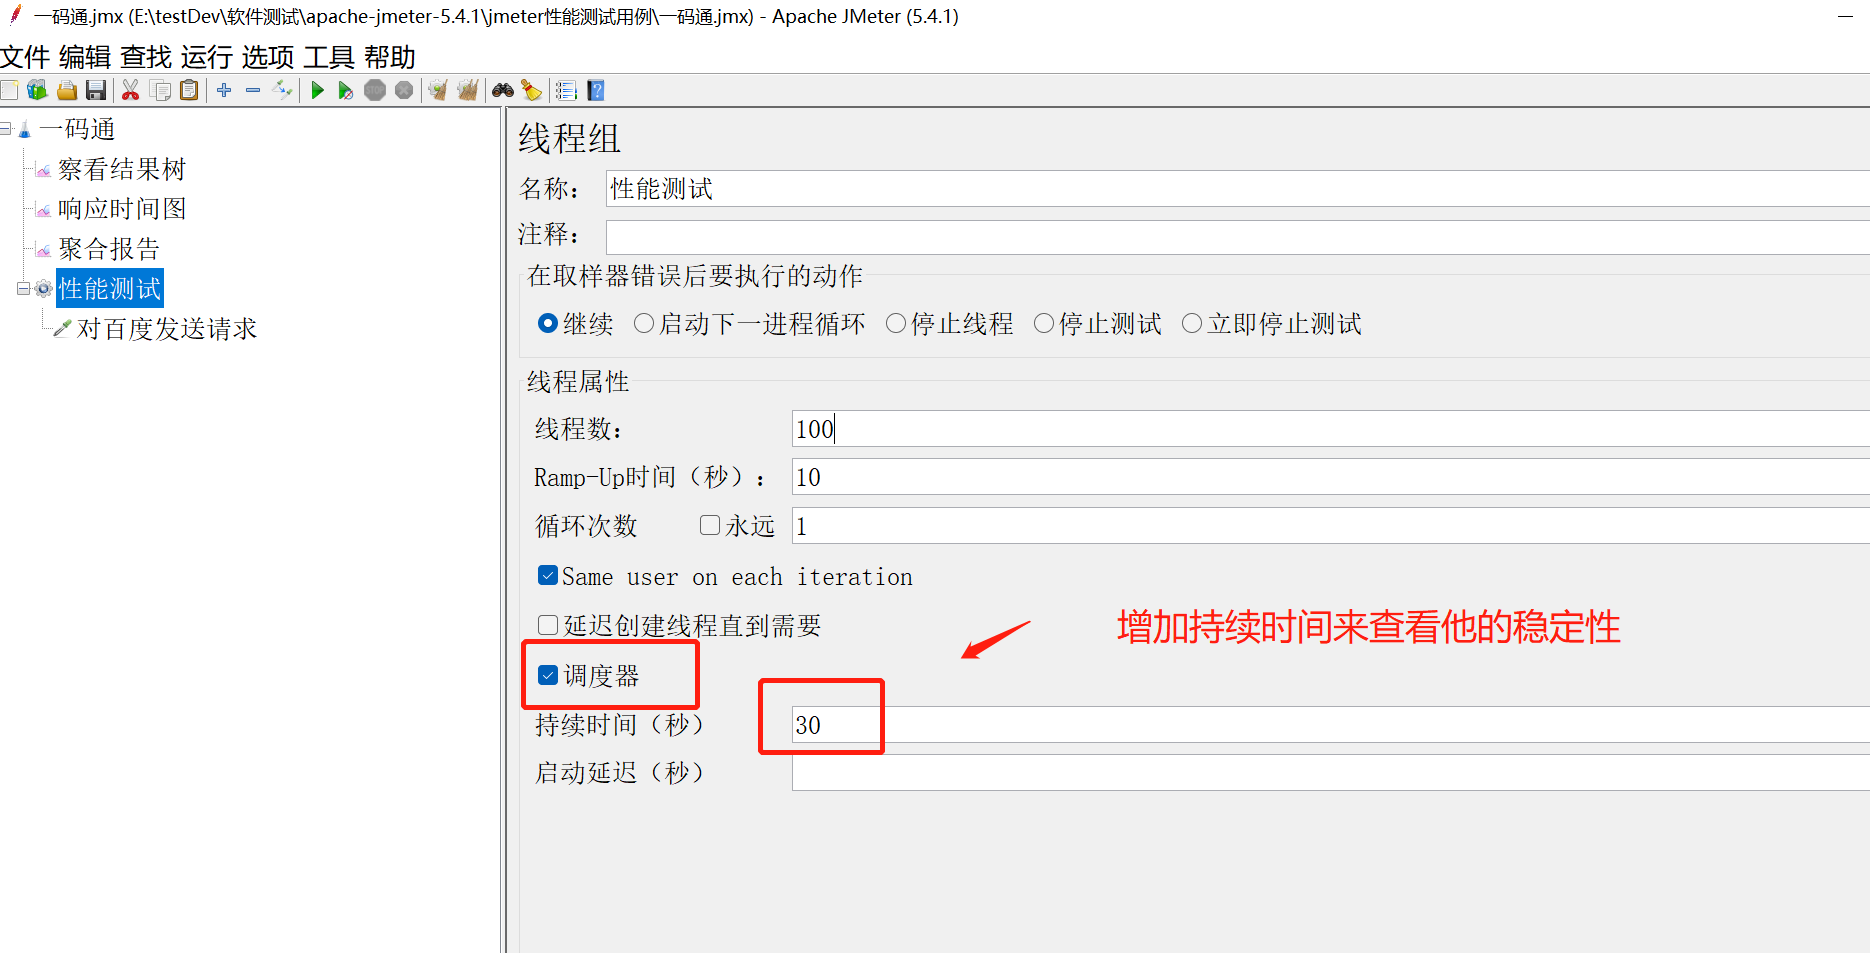 一码通.jmx (E:\testDev\软件测试\apache-jmeter-5.4.1\jmeter性能测试用例\一码通.jmx) - Apache JMeter (5.4.1)
文件 编辑 查找 运行 选项 工具 帮助
STOP
一码通
察看结果树
响应时间图
聚合报告
性能测试
对百度发送请求
线程组
名称： 性能测试
注释：
在取样器错误后要执行的动作
继续 启动下一进程循环 停止线程 停止测试 立即停止测试
线程属性
线程数： 100
Ramp-Up时间（秒）： 10
循环次数 永远 1
Same user on each iteration
延迟创建线程直到需要
增加持续时间来查看他的稳定性
调度器
持续时间（秒） 30
启动延迟（秒）